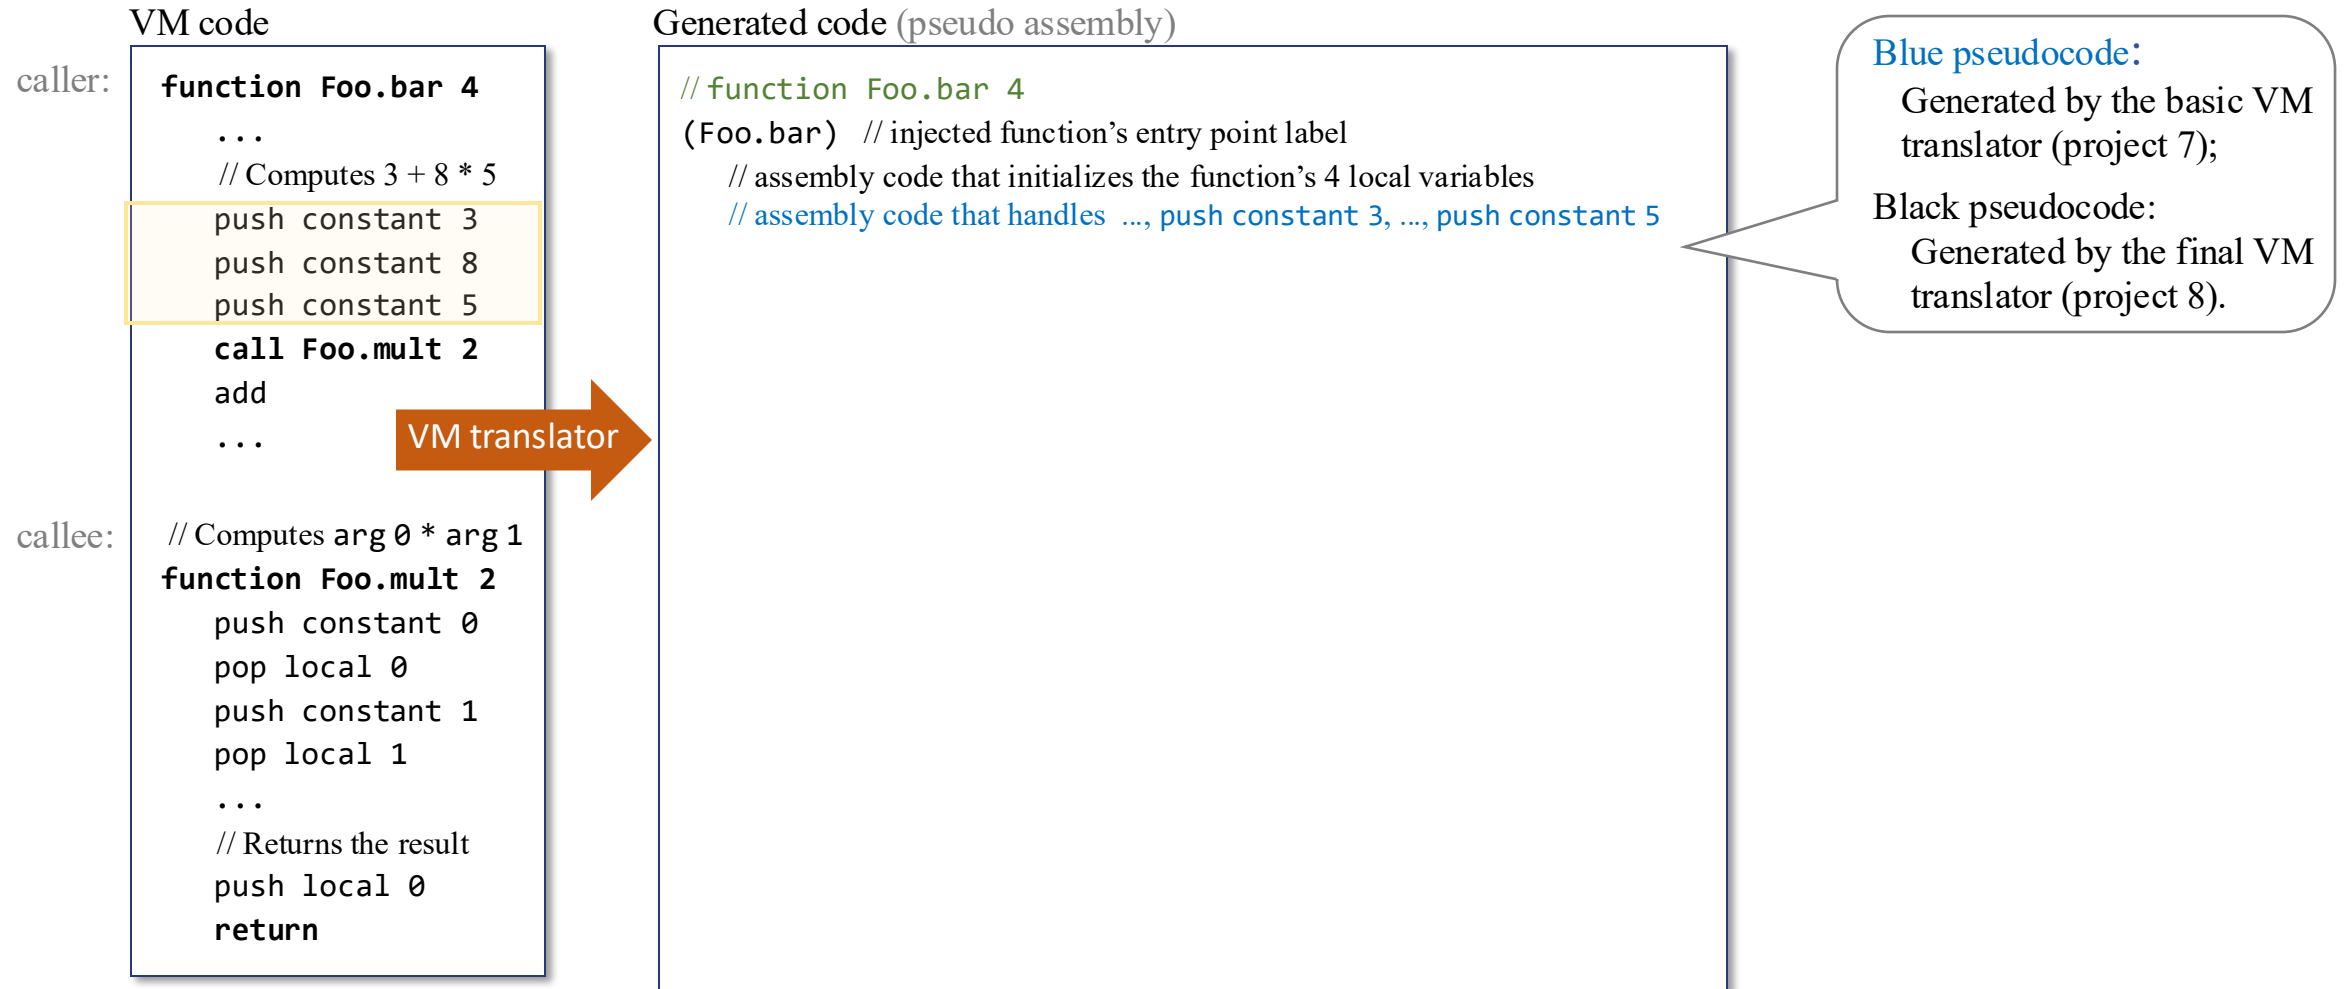 VM code
caller:
function Foo.bar 4
...
// Computes 3 + 8 * 5
push constant 3
push constant 8
push constant 5
call Foo.mult 2
add
...
callee:
// Computes arg 0 * arg 1
function Foo.mult 2
push constant 0
pop local 0
push constant 1
pop local 1
...
// Returns the result
push local 0
return
VM translator
Generated code (pseudo assembly)
// function Foo.bar 4
(Foo.bar) // injected function’s entry point label
// assembly code that initializes the function’s 4 local variables
// assembly code that handles ..., push constant 3, ..., push constant 5
Blue pseudocode:
Generated by the basic VM
translator (project 7);
Black pseudocode:
Generated by the final VM
translator (project 8).